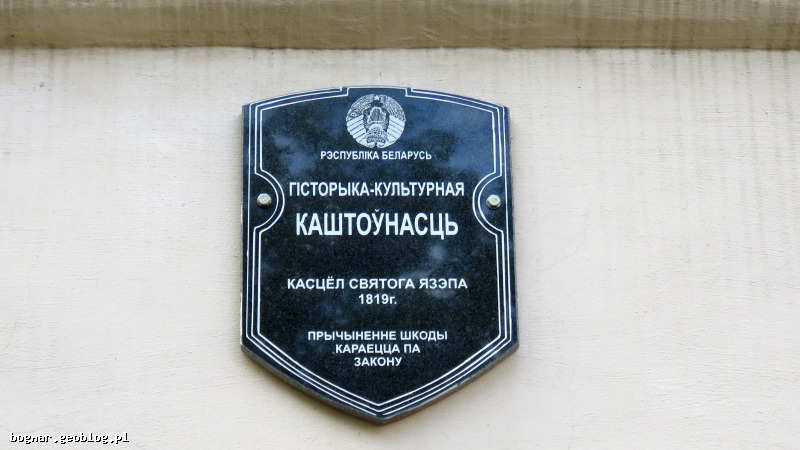 РЭСПУБЛІКА БЕЛАРУСЬ
ГІСТОРЫКА-КУЛЬТУРНАЯ
КАШТОЎНАСЦЬ
КАСЦЁЛ СВЯТОГА ЯЗЭПА
1819г.
ПРЫЧЫНЕННЕ ШКОДЫ
КАРАЕЦЦА ПА
ЗАКОНУ
bognar.geoblog.pl